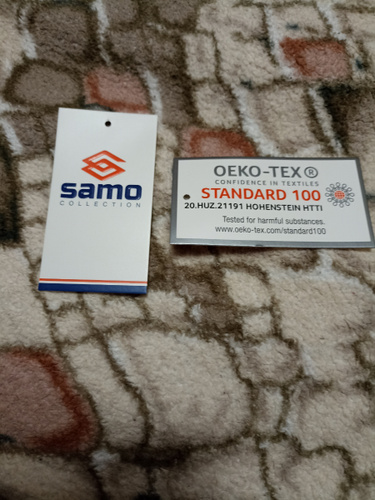 samo
COLLECTION
OEKO-TEX®
CONFIDENCE IN TEXTILES
STANDARD 100
20.HUZ.21191 HOHENSTEIN HTTI
Tested for harmful substances.
www.oeko-tex.com/standard100